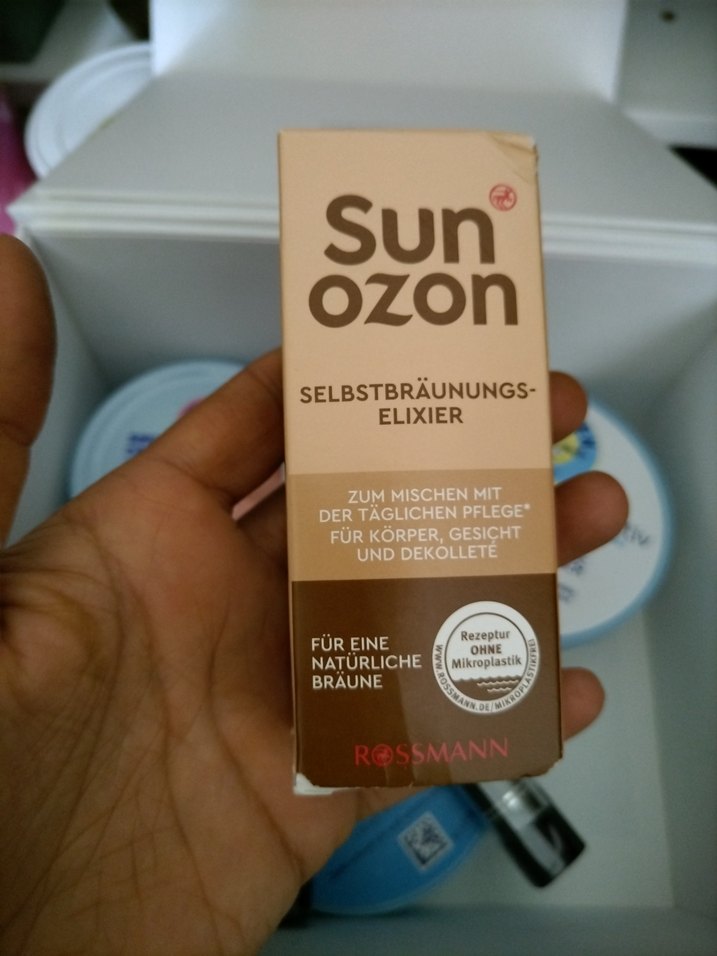 Sun
ozon
SELBSTBRÄUNUNGS-
ELIXIER
ZUM MISCHEN MIT
DER TÄGLICHEN PFLEGE*
FÜR KÖRPER, GESICHT
UND DEKOLLETÉ
FÜR EINE
NATÜRLICHE
BRÄUNE
Rezeptur
OHNE
Mikroplastik
WWW.ROSSMANN.DE/MIKROPLASTIKFREI
ROSSMANN